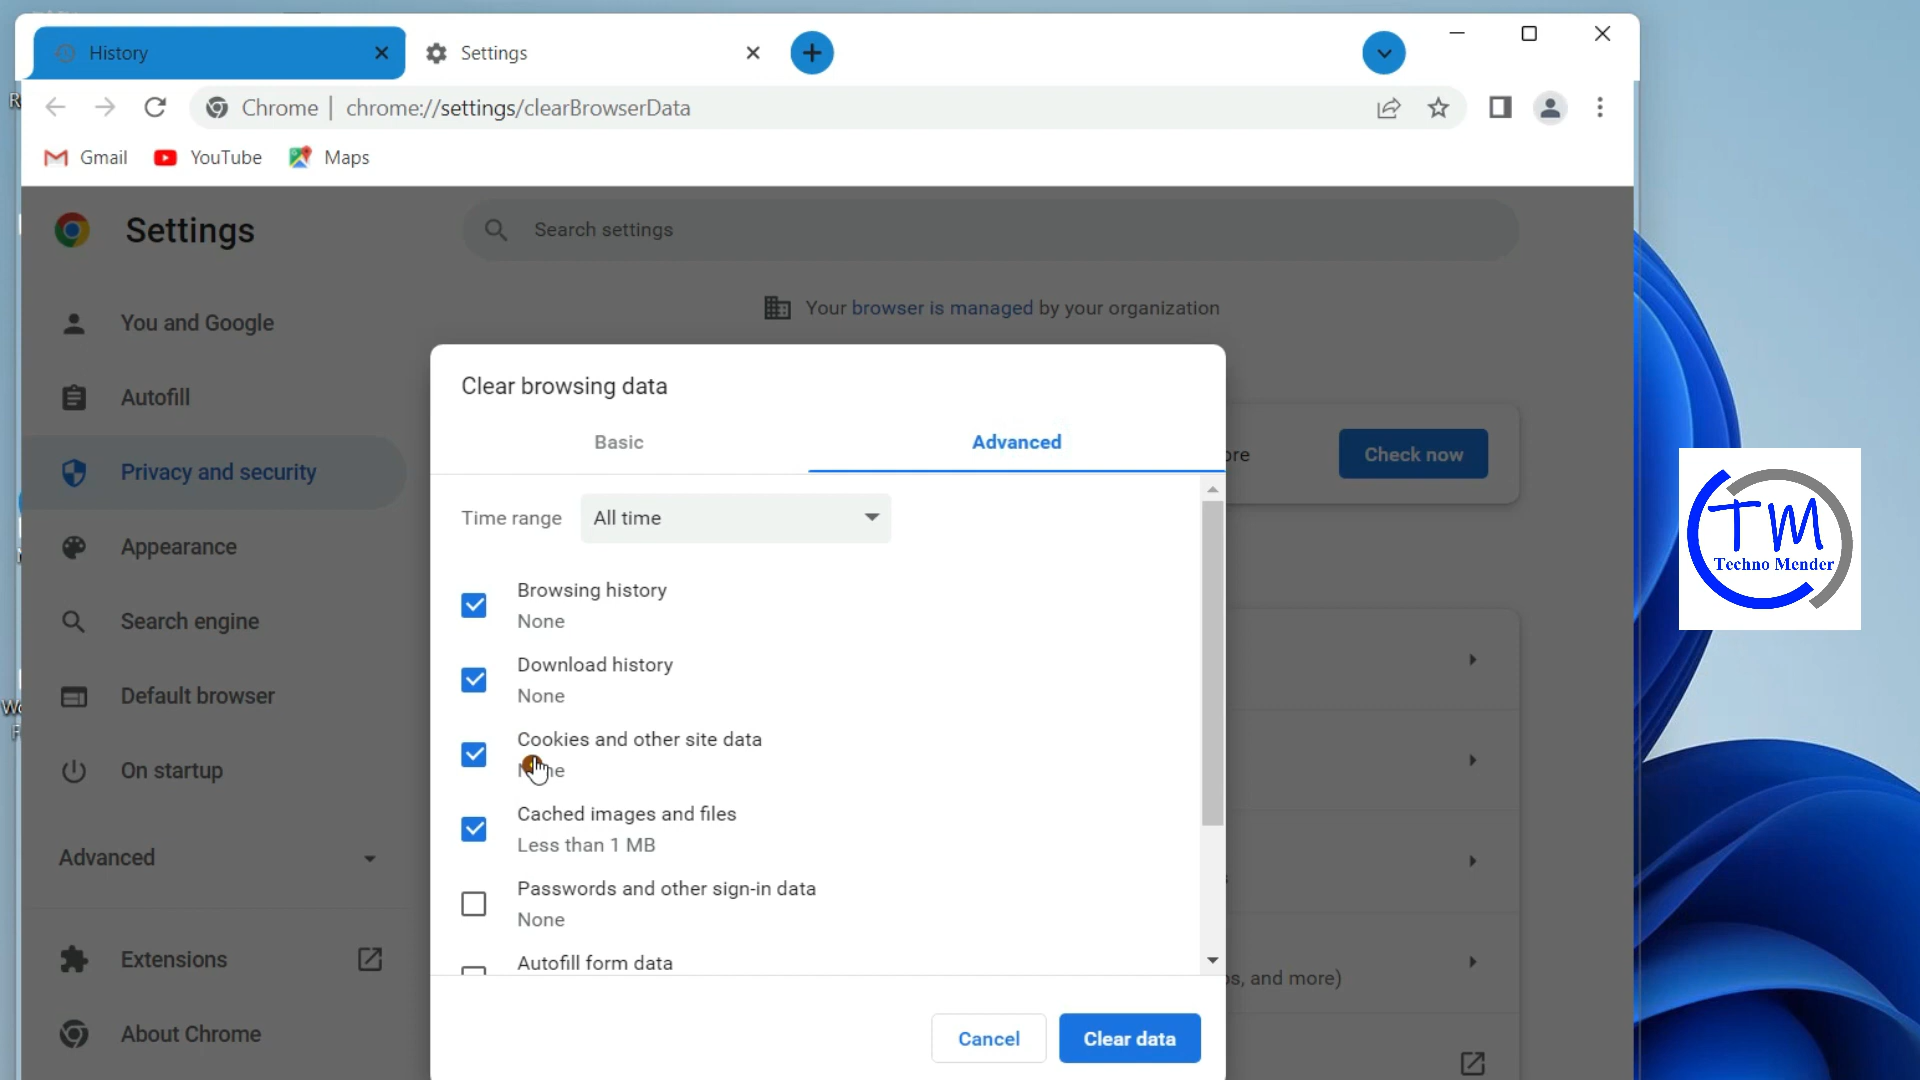 History
Settings
Chrome | chrome://settings/clearBrowserData
Gmail
YouTube
Maps
Settings
Search settings
Your browser is managed by your organization
You and Google
Autofill
Privacy and security
Appearance
Search engine
Default browser
On startup
Advanced
Extensions
About Chrome
Clear browsing data
Basic
Advanced
Time range
All time
Browsing history
None
Download history
None
Cookies and other site data
Cached images and files
Less than 1 MB
Passwords and other sign-in data
None
Autofill form data
Cancel
Clear data
Check now
and more)
TM
Techno Mender